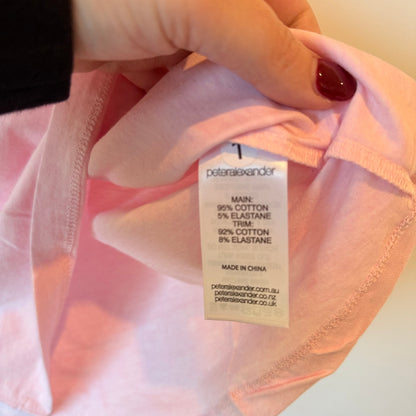 peteralexander
MAIN:
95% COTTON
5% ELASTANE
TRIM:
92% COTTON
8% ELASTANE
MADE IN CHINA
peteralexander.com.au
peteralexander.co.nz
peteralexander.co.uk